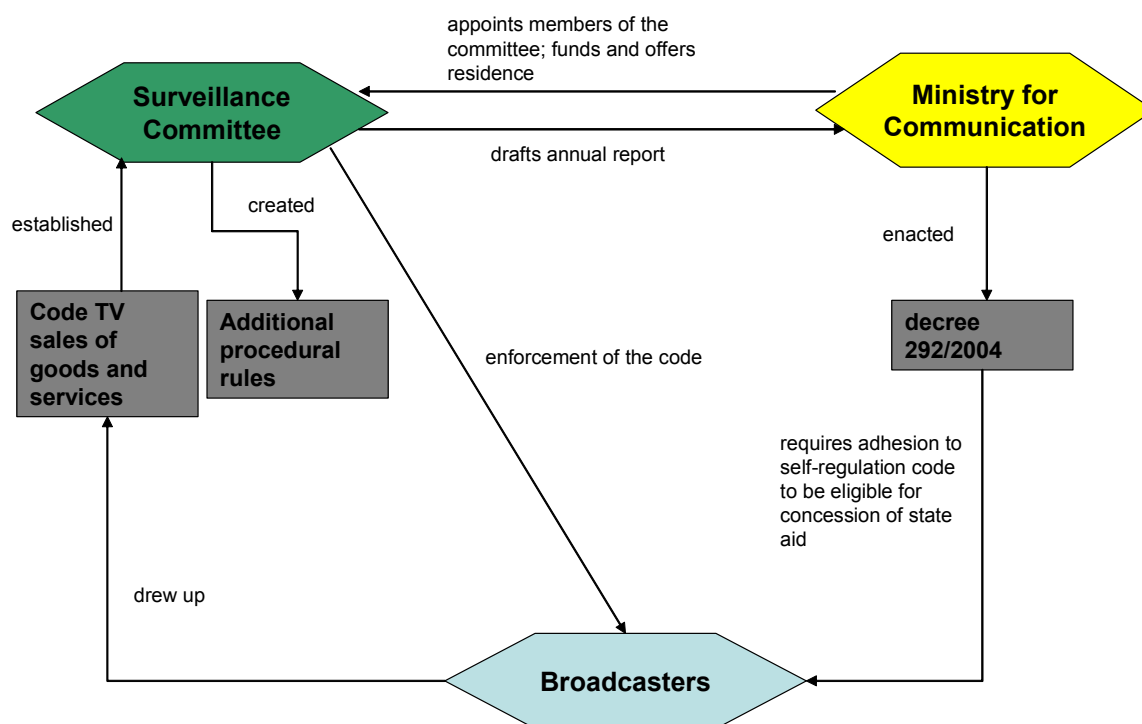 appoints members of the
committee; funds and offers
residence
Surveillance
Committee
Ministry for
Communication
drafts annual report
established
created
enacted
Code TV
sales of
goods and
services
Additional
procedural
rules
decree
292/2004
enforcement of the code
requires adhesion to
self-regulation code
to be eligible for
concession of state
aid
drew up
Broadcasters